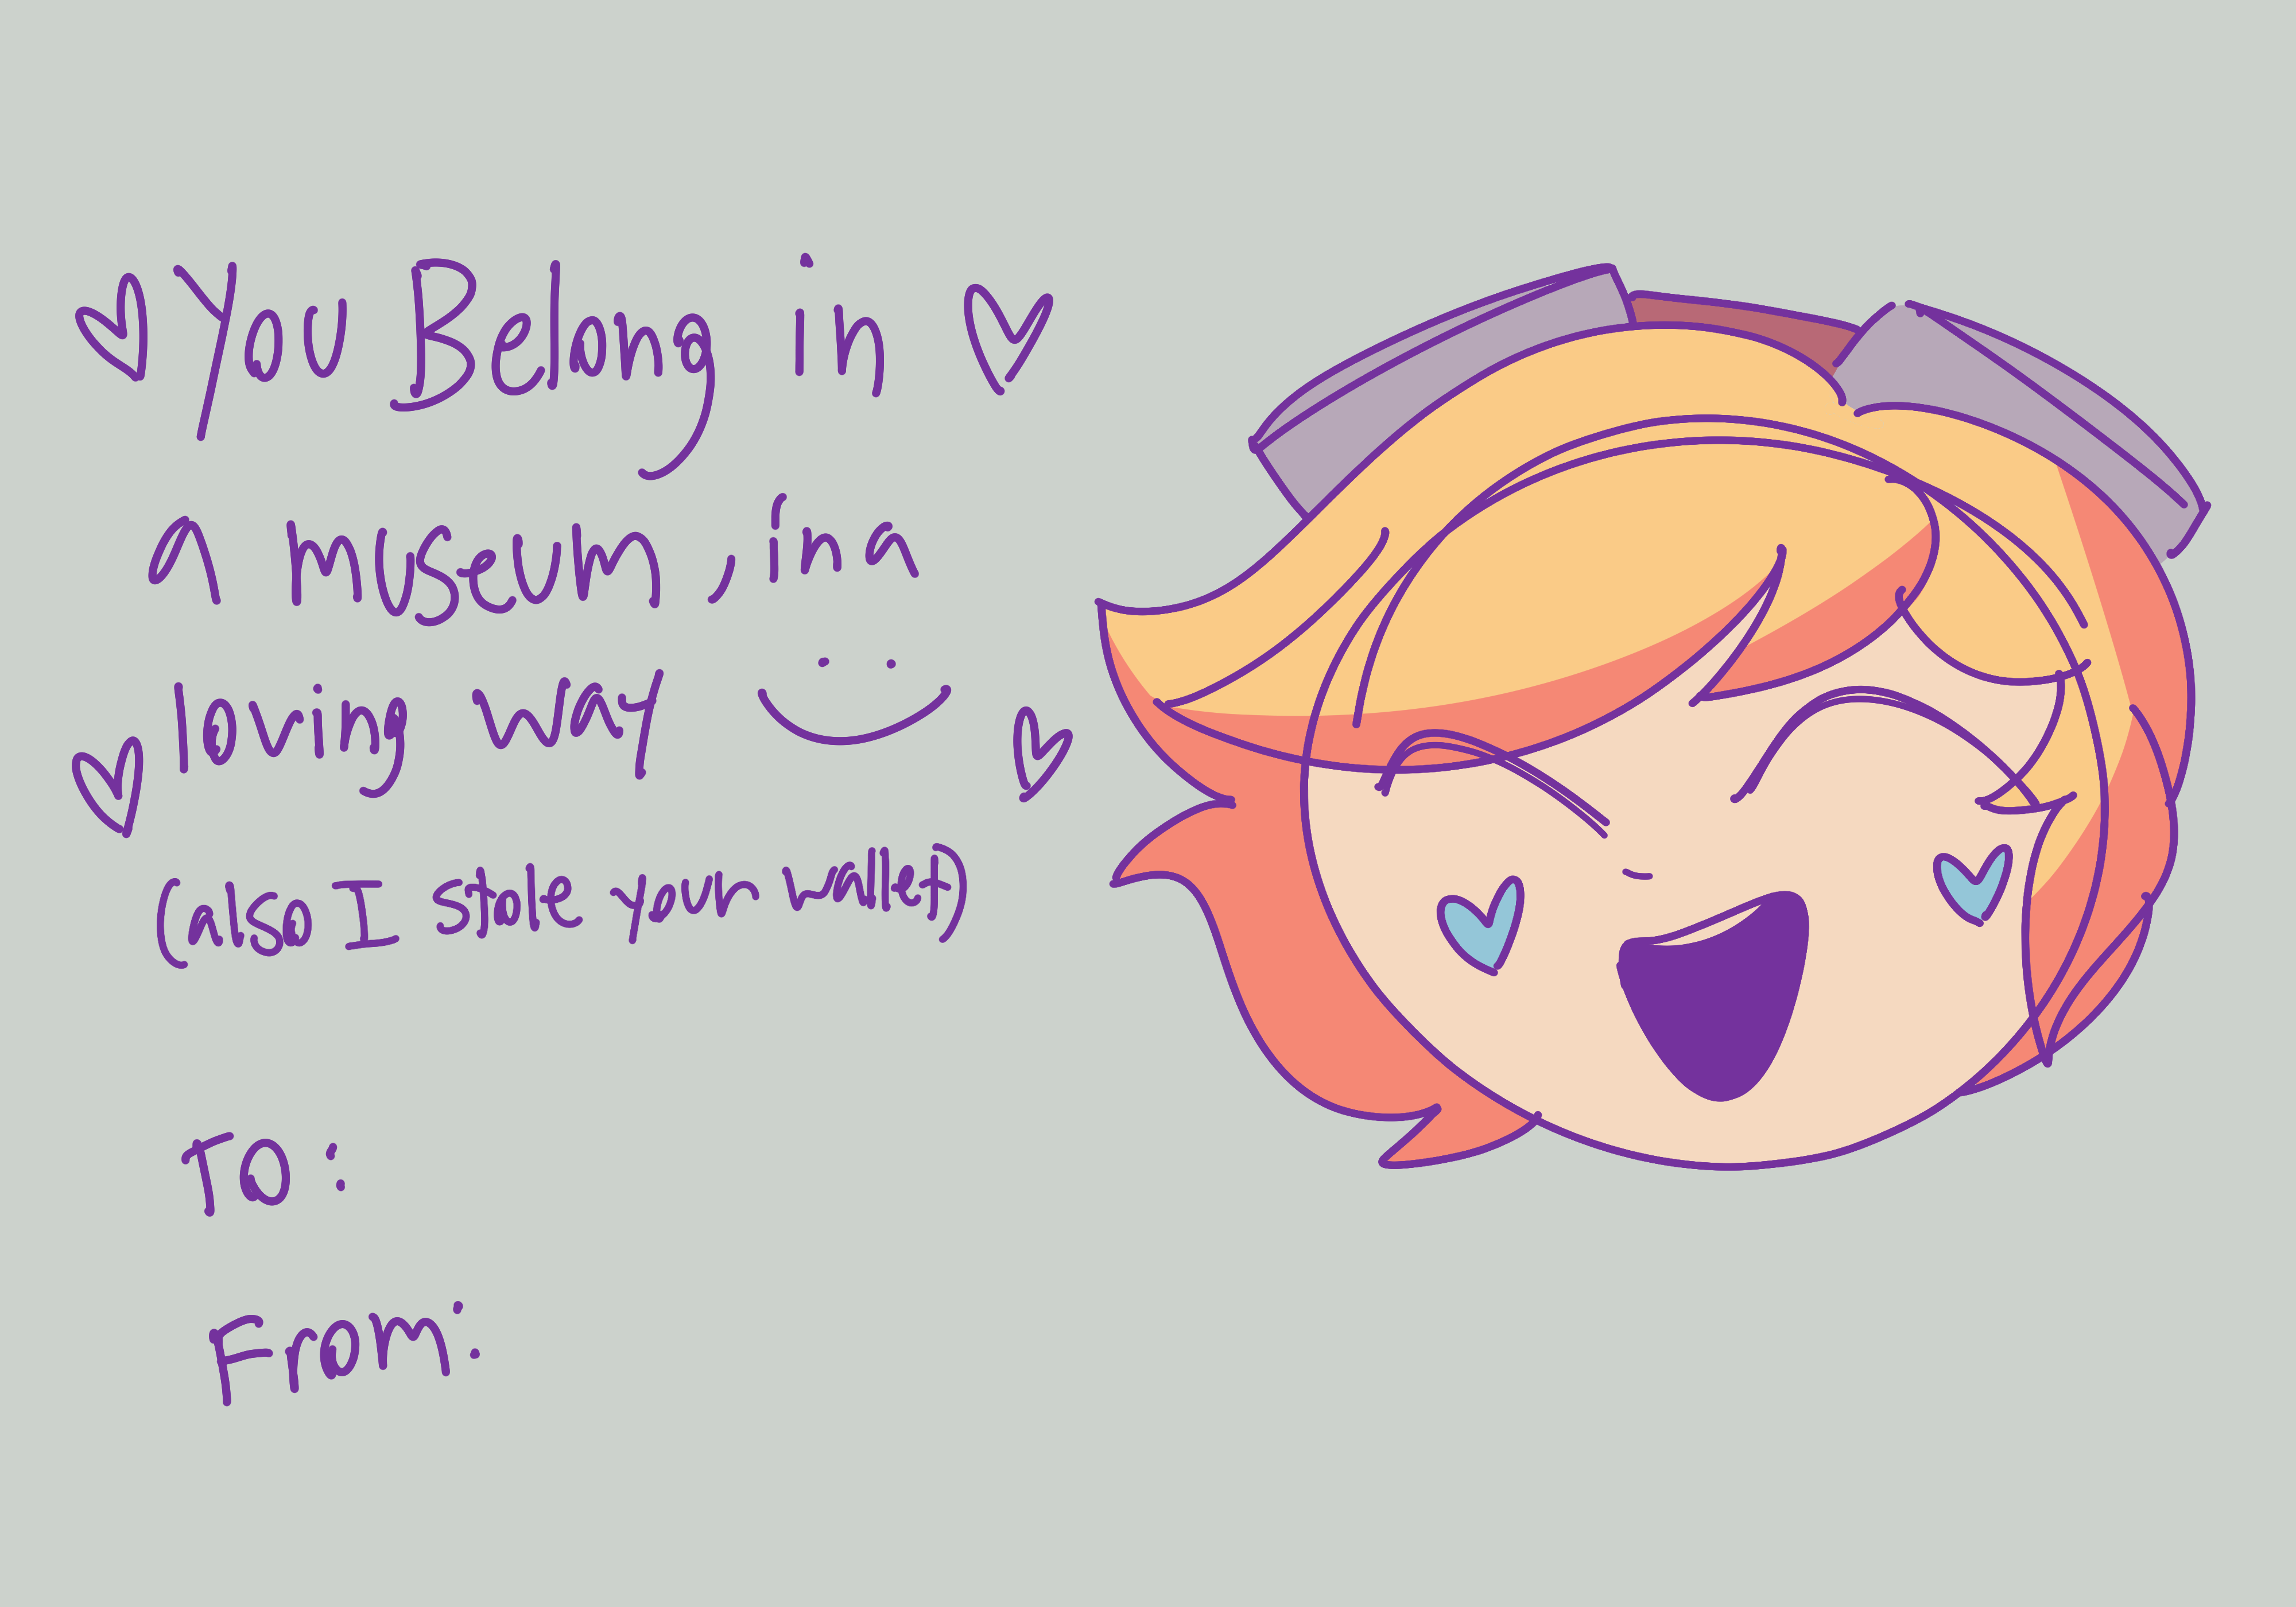 ♡ You Belong in ♡
a museum, in a
♡ loving way :) ♡
(also I stole your wallet)
To:
From: